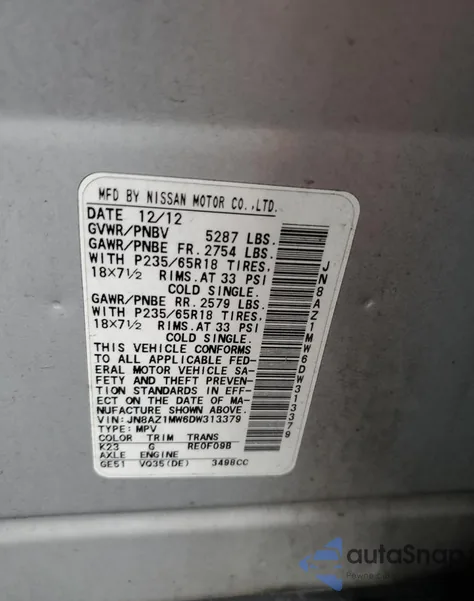 MFD BY NISSAN MOTOR CO.,LTD.
DATE 12/12
GVWR/PNBV 5287 LBS.
GAWR/PNBE FR. 2754 LBS.
WITH P235/65R18 TIRES.
18X7½ RIMS.AT 33 PSI
COLD SINGLE.
GAWR/PNBE RR. 2579 LBS.
WITH P235/65R18 TIRES.
18X7½ RIMS.AT 33 PSI
COLD SINGLE.
THIS VEHICLE CONFORMS
TO ALL APPLICABLE FED-
ERAL MOTOR VEHICLE SA-
FETY AND THEFT PREVEN-
TION STANDARDS IN EFF-
ECT ON THE DATE OF MA-
NUFACTURE SHOWN ABOVE.
VIN:JN8AZ1MW6DW313379
TYPE:MPV
COLOR TRIM TRANS
K23 G RE0F09B
AXLE ENGINE
GE51 VQ35(DE) 3498CC
JN8AZ1MW6DW313379
autoSnap